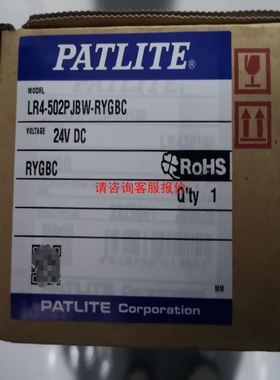 PATLITE®
MODEL
LR4-502PJBW-RYGBC
VOLTAGE
24V DC
请咨询客服报价
RYGBC
RoHS
Q'ty 1
MM
PATLITE Corporation